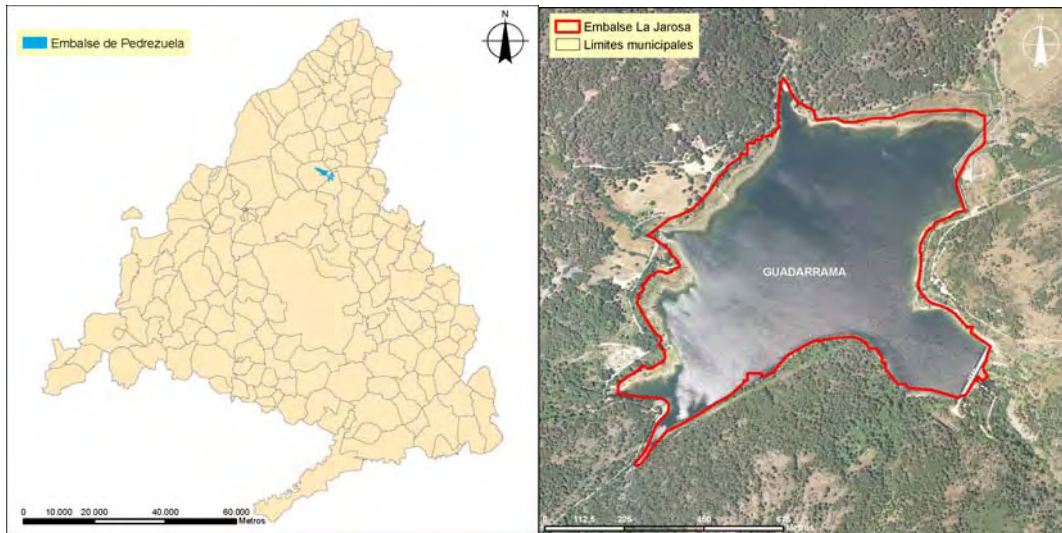 Embalse de Pedrezuela
N
0 10.000 20.000 40.000 60.000
Metros
Embalse La Jarosa
Limites municipales
GUADARRAMA
112,5 225
Metros